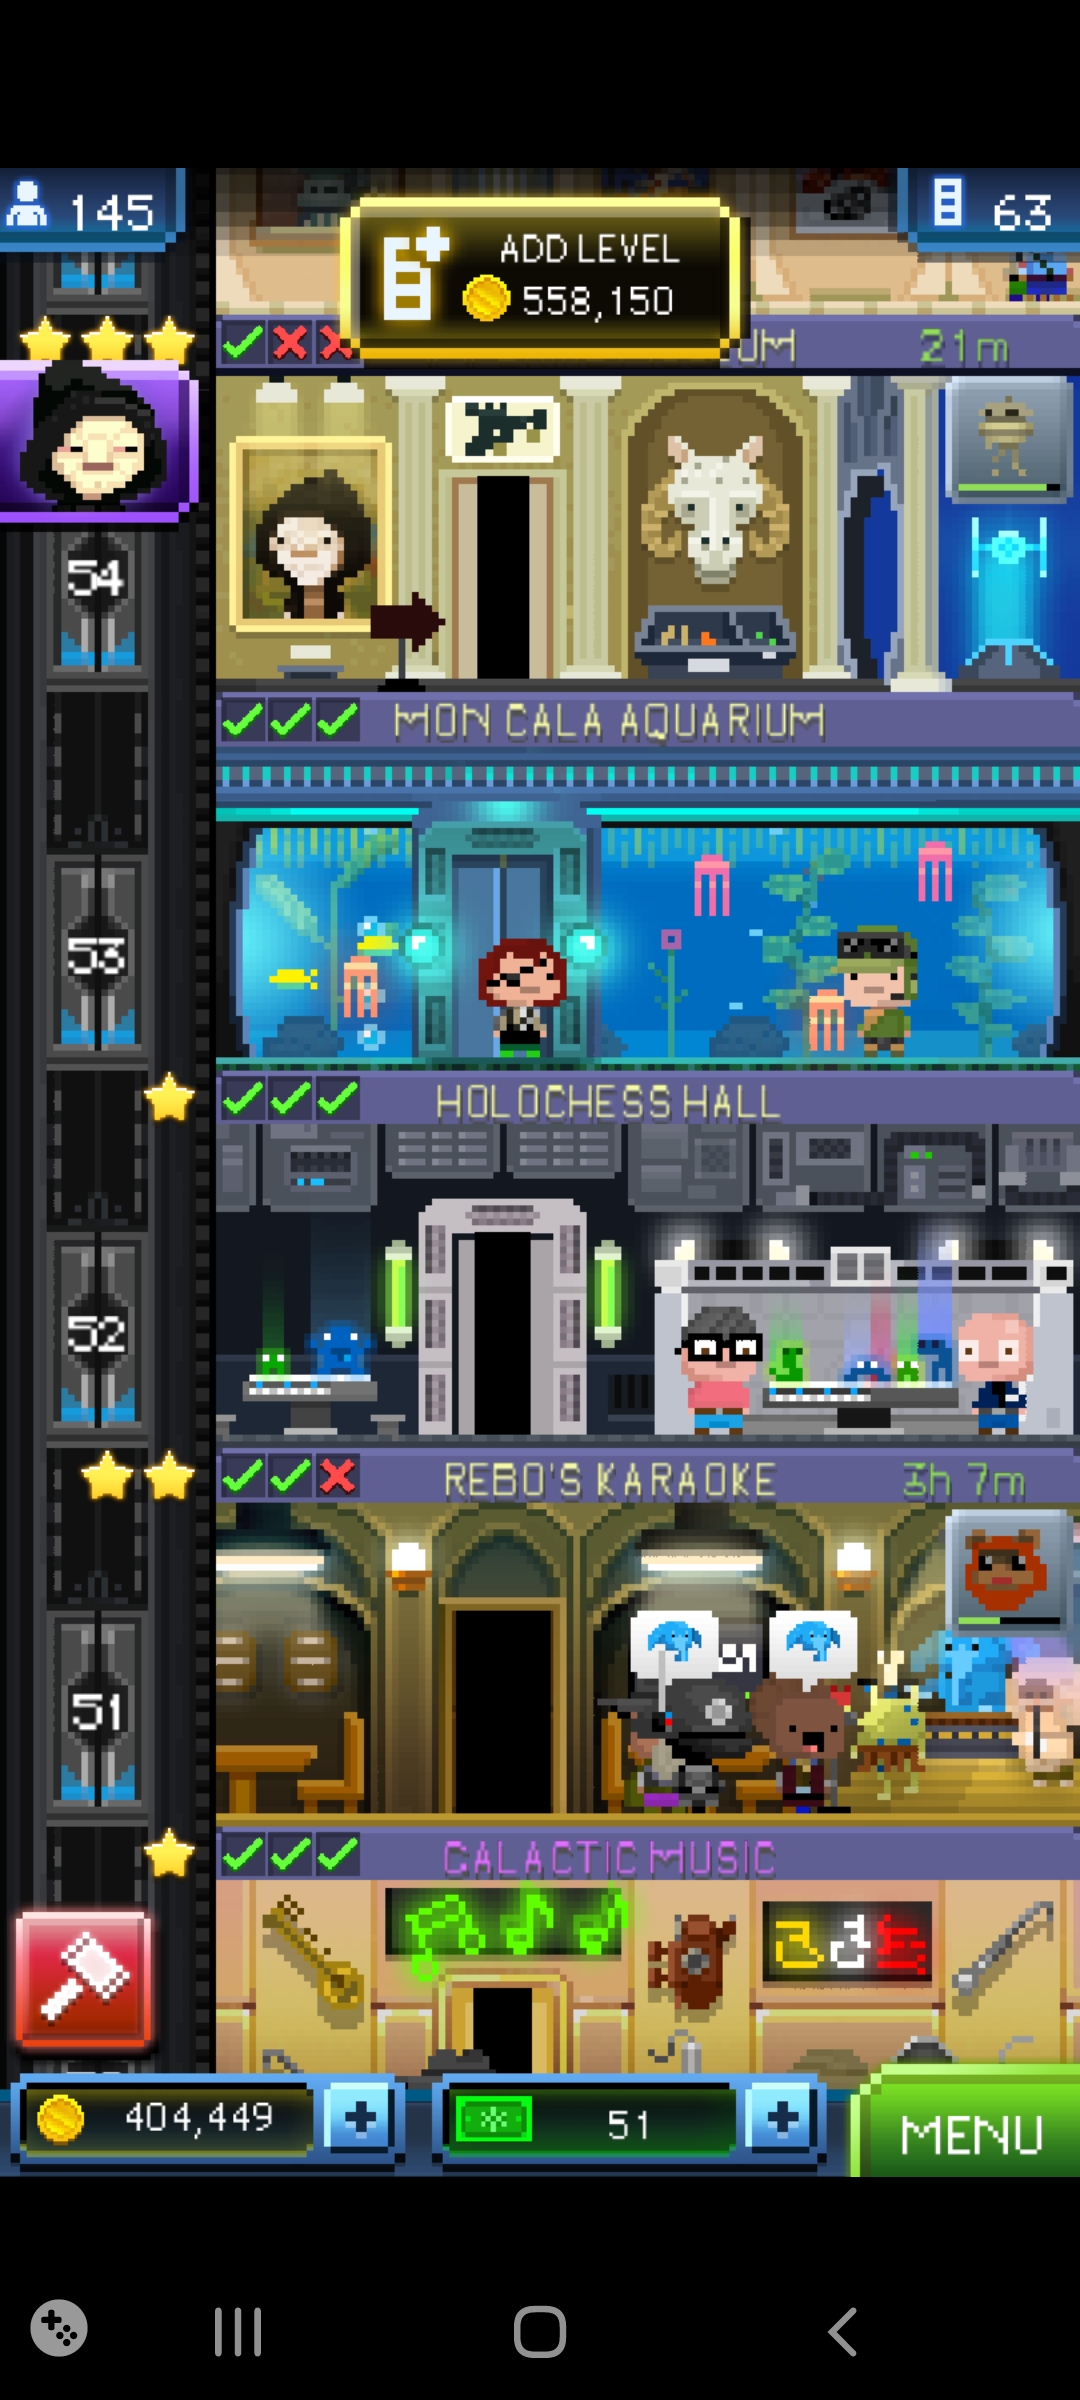 145
63
ADD LEVEL
558,150
UM
21m
54
MON CALA AQUARIUM
53
HOLOCHESS HALL
52
REBO'S KARAOKE
3h 7m
51
GALACTIC MUSIC
404,449
51
MENU